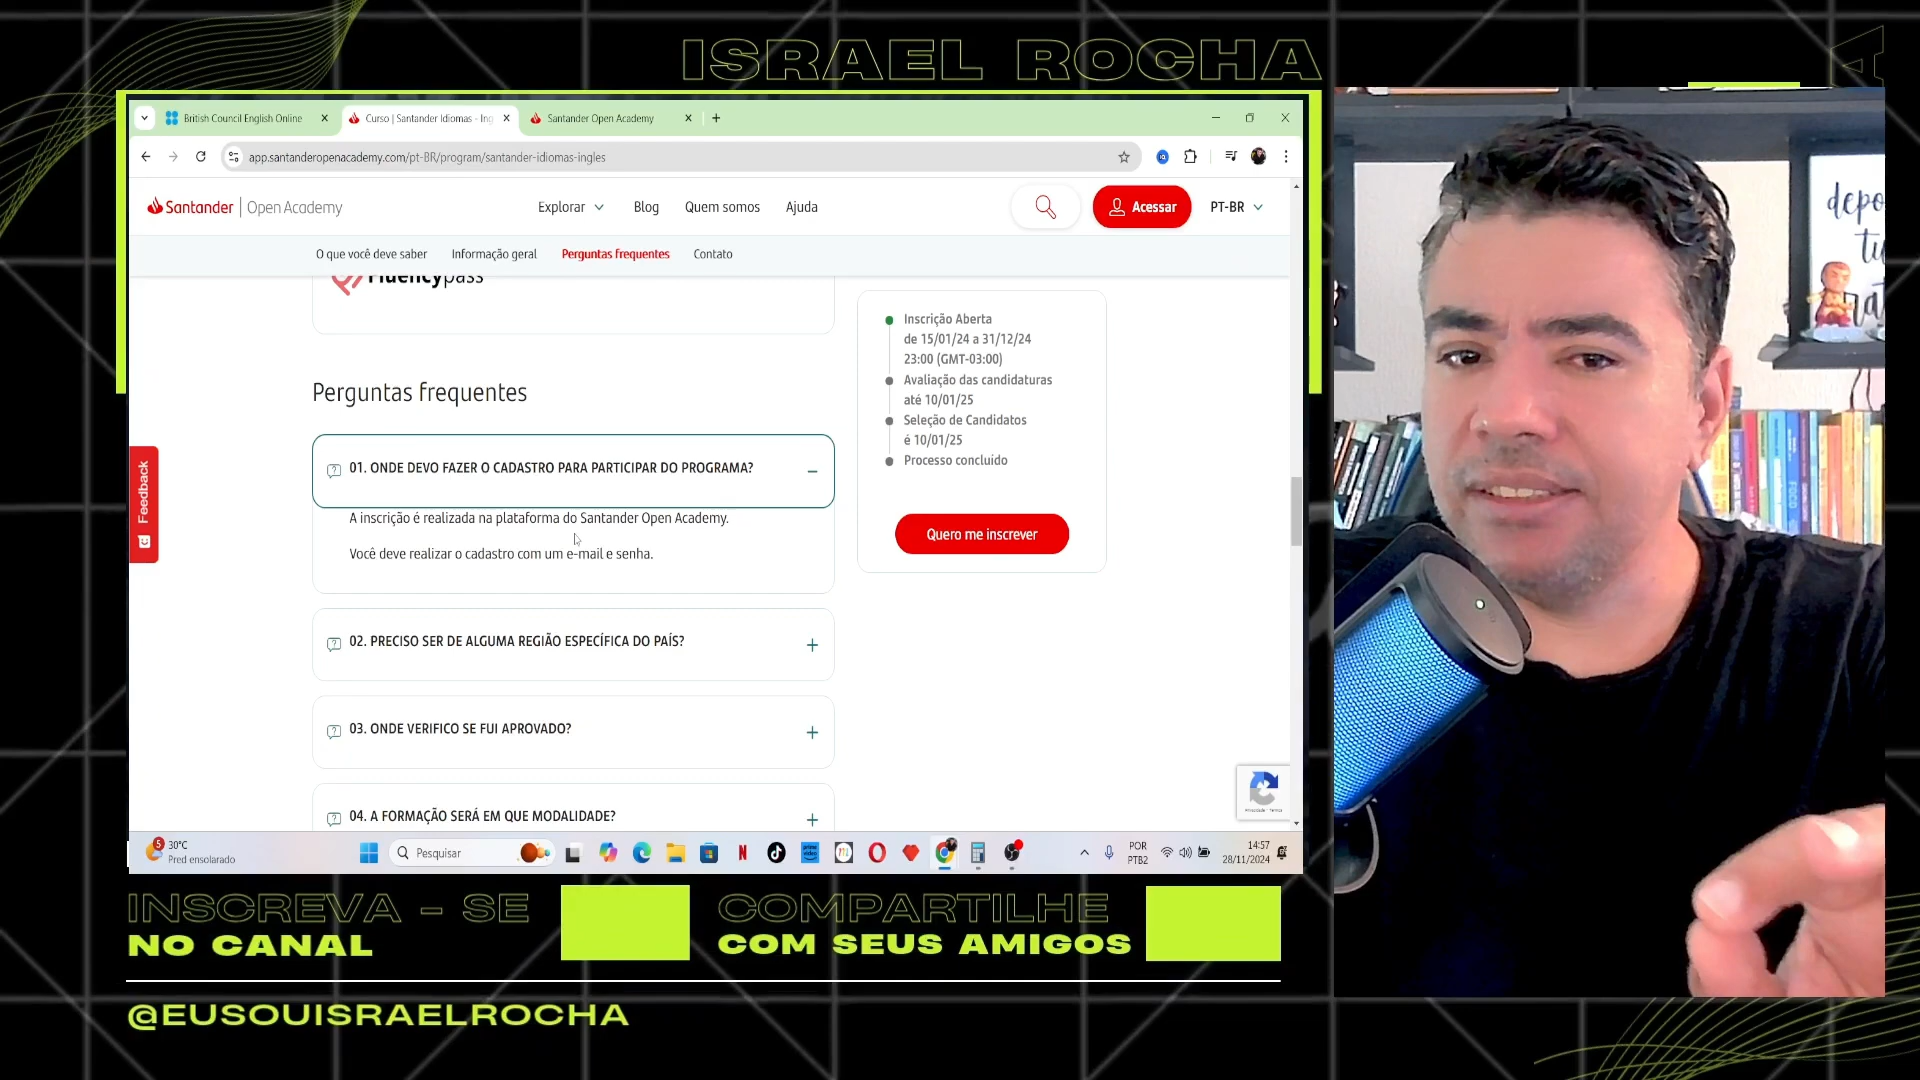 ISRAEL ROCHA
British Council English Online
Curso | Santander Idiomas - Ing
Santander Open Academy
app.santanderopenacademy.com/pt-BR/program/santander-idiomas-ingles
Santander | Open Academy
Explorar
Blog
Quem somos
Ajuda
Acessar
PT-BR
O que você deve saber
Informação geral
Perguntas frequentes
Contato
Fluencypass
Inscrição Aberta
de 15/01/24 a 31/12/24
23:00 (GMT-03:00)
Avaliação das candidaturas
até 10/01/25
Seleção de Candidatos
é 10/01/25
Processo concluído
Quero me inscrever
Perguntas frequentes
01. ONDE DEVO FAZER O CADASTRO PARA PARTICIPAR DO PROGRAMA?
A inscrição é realizada na plataforma do Santander Open Academy.
Você deve realizar o cadastro com um e-mail e senha.
02. PRECISO SER DE ALGUMA REGIÃO ESPECÍFICA DO PAÍS?
03. ONDE VERIFICO SE FUI APROVADO?
04. A FORMAÇÃO SERÁ EM QUE MODALIDADE?
Feedback
5
30°C
Pred ensolarado
Pesquisar
POR
PTB2
14:57
28/11/2024
depo
tu
INSCREVA - SE
NO CANAL
COMPARTILHE
COM SEUS AMIGOS
@EUSOUISRAELROCHA